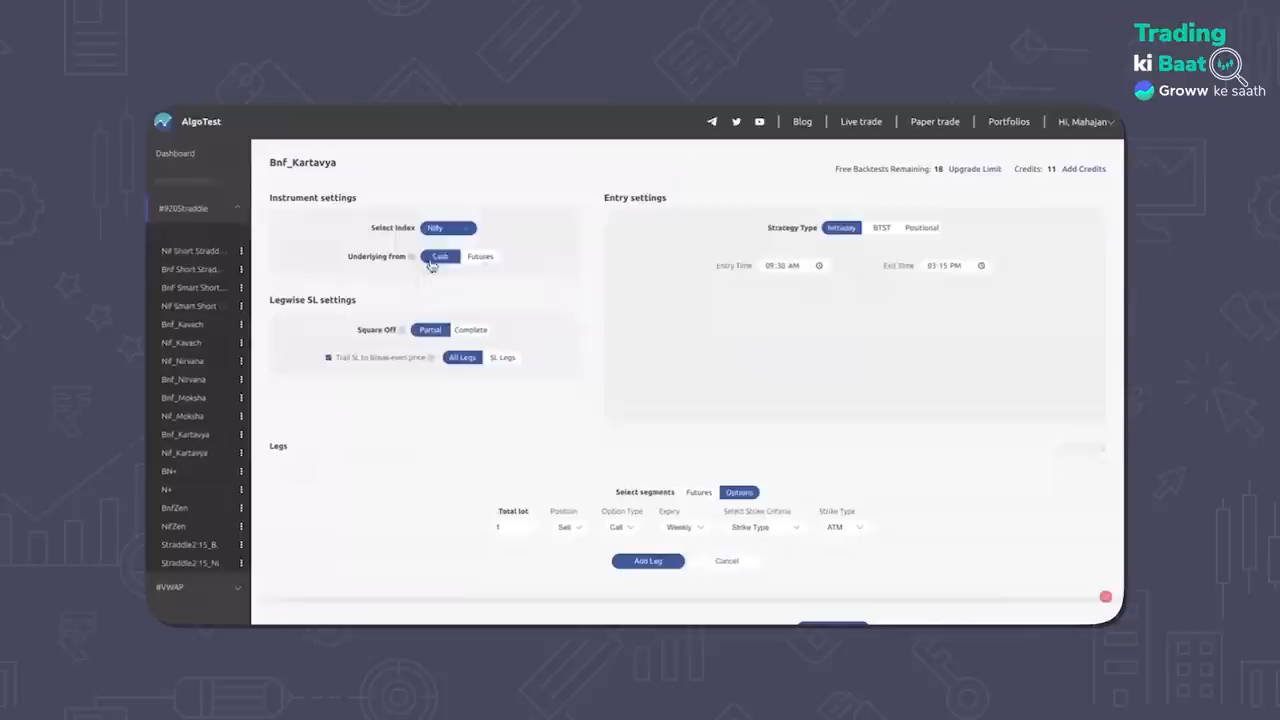 Trading
ki Baat
Groww ke saath
AlgoTest
Blog
Live trade
Paper trade
Portfolios
Hi, Mahajan
Dashboard
#920Straddle
Nif Short Stradd...
Bnf Short Strad...
Bnf Smart Short...
Nif Smart Short
Bnf_Kavach
Nif_Kavach
Nif_Nirvana
Bnf_Nirvana
Bnf_Moksha
Nif_Moksha
Bnf_Kartavya
Nif_Kartavya
BN+
N+
BnfZen
NifZen
Straddle2:15_B.
Straddle2:15_Ni
#VWAP
Bnf_Kartavya
Free Backtests Remaining: 18 Upgrade Limit Credits: 11 Add Credits
Instrument settings
Select Index Nifty
Underlying from Cash Futures
Legwise SL settings
Square Off Partial Complete
Trail SL to break-even price All Legs SL Legs
Entry settings
Strategy Type Intraday BTST Positional
Entry Time 09:30 AM Exit Time 03:15 PM
Legs
Select segments Futures Options
Total lot Position Option Type Expiry Select Strike Criteria Strike Type
1 Sell Call Weekly Strike Type ATM
Add Leg Cancel